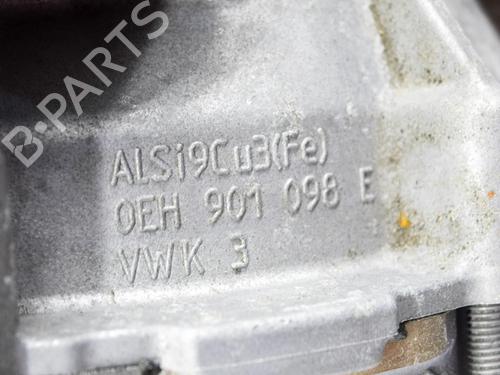 B-PARTS
ALSi9Cu3(Fe)
0EH 901 098 E
VWK 3